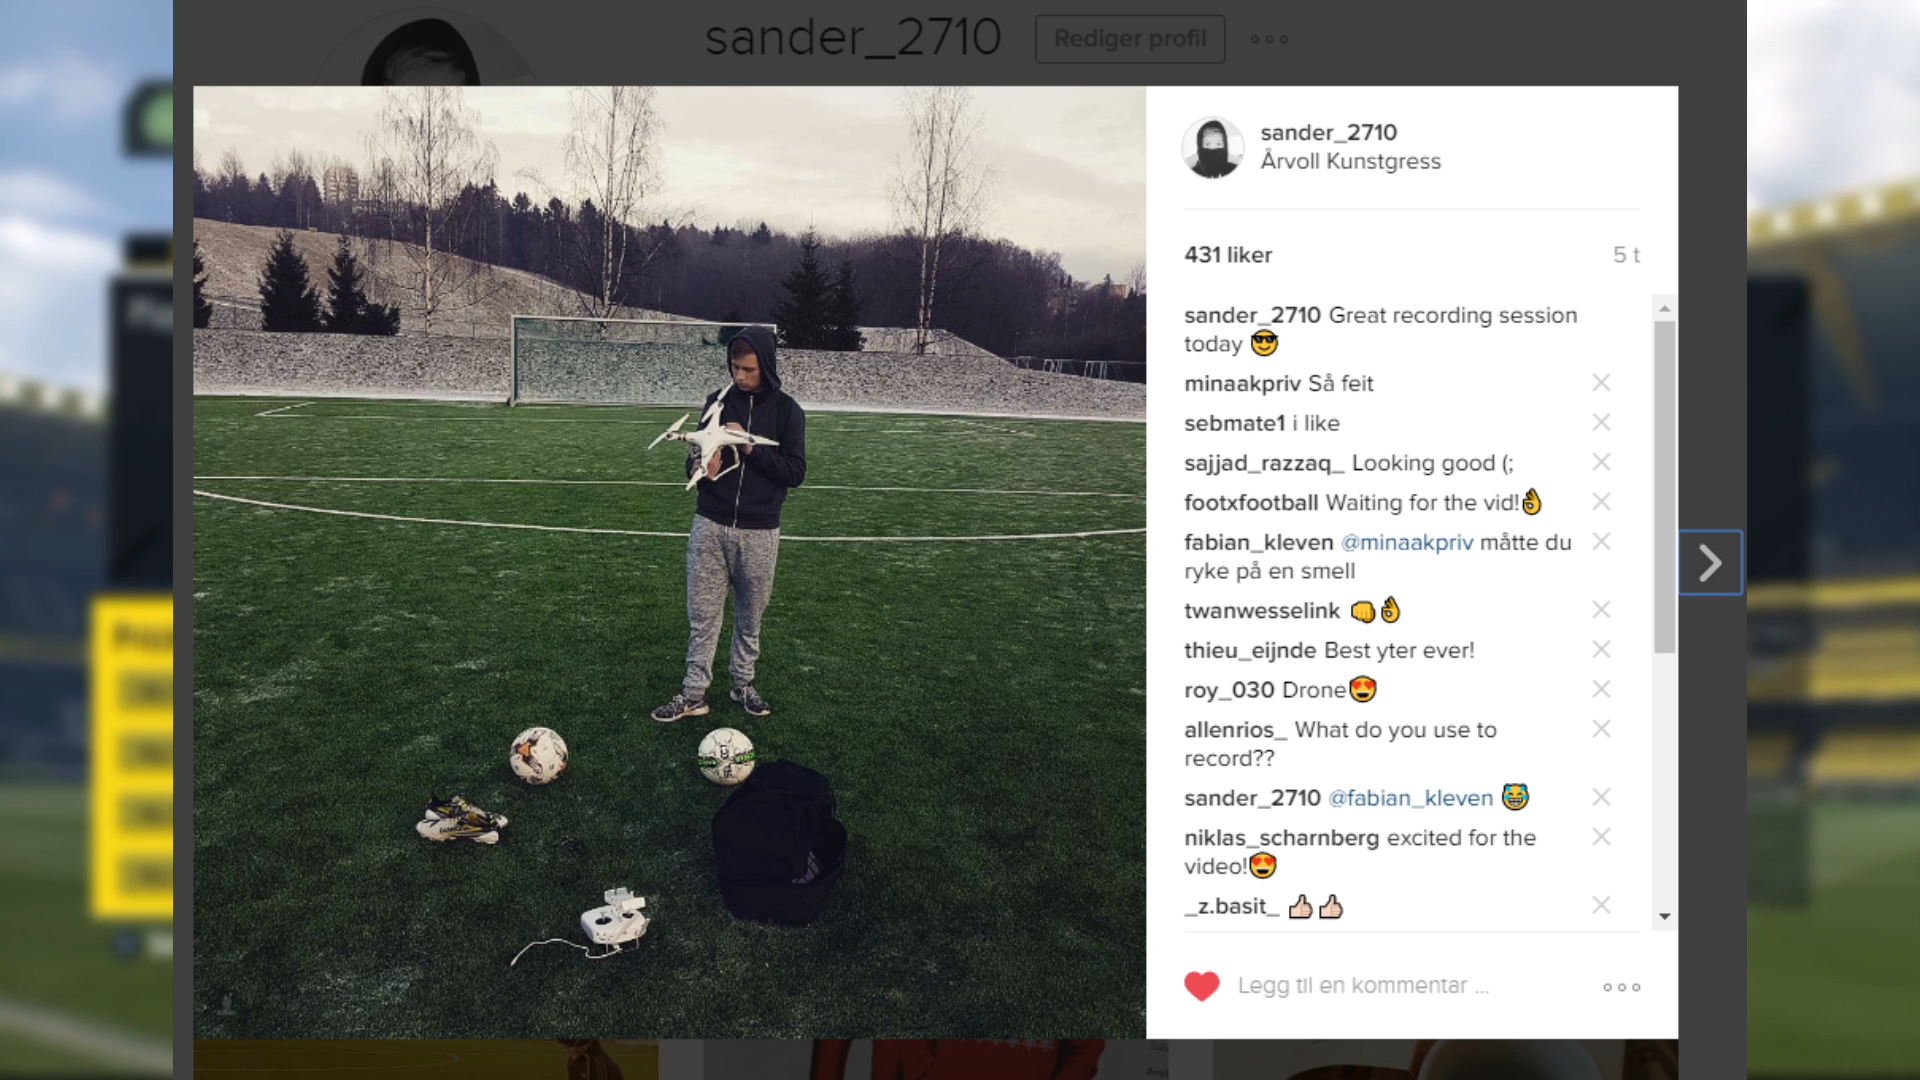 sander_2710 Rediger profil
sander_2710
Årvoll Kunstgress
431 liker 5 t
sander_2710 Great recording session
today 😎
minaakpriv Så feit
sebmate1 i like
sajjad_razzaq_ Looking good (;
footxfootball Waiting for the vid!👌
fabian_kleven @minaakpriv måtte du
ryke på en smell
twanwesselink 👊👌
thieu_eijnde Best yter ever!
roy_030 Drone😍
allenrios_ What do you use to
record??
sander_2710 @fabian_kleven 😂
niklas_scharnberg excited for the
video!😍
_z.basit_ 👍🏻👍🏻
Legg til en kommentar ...